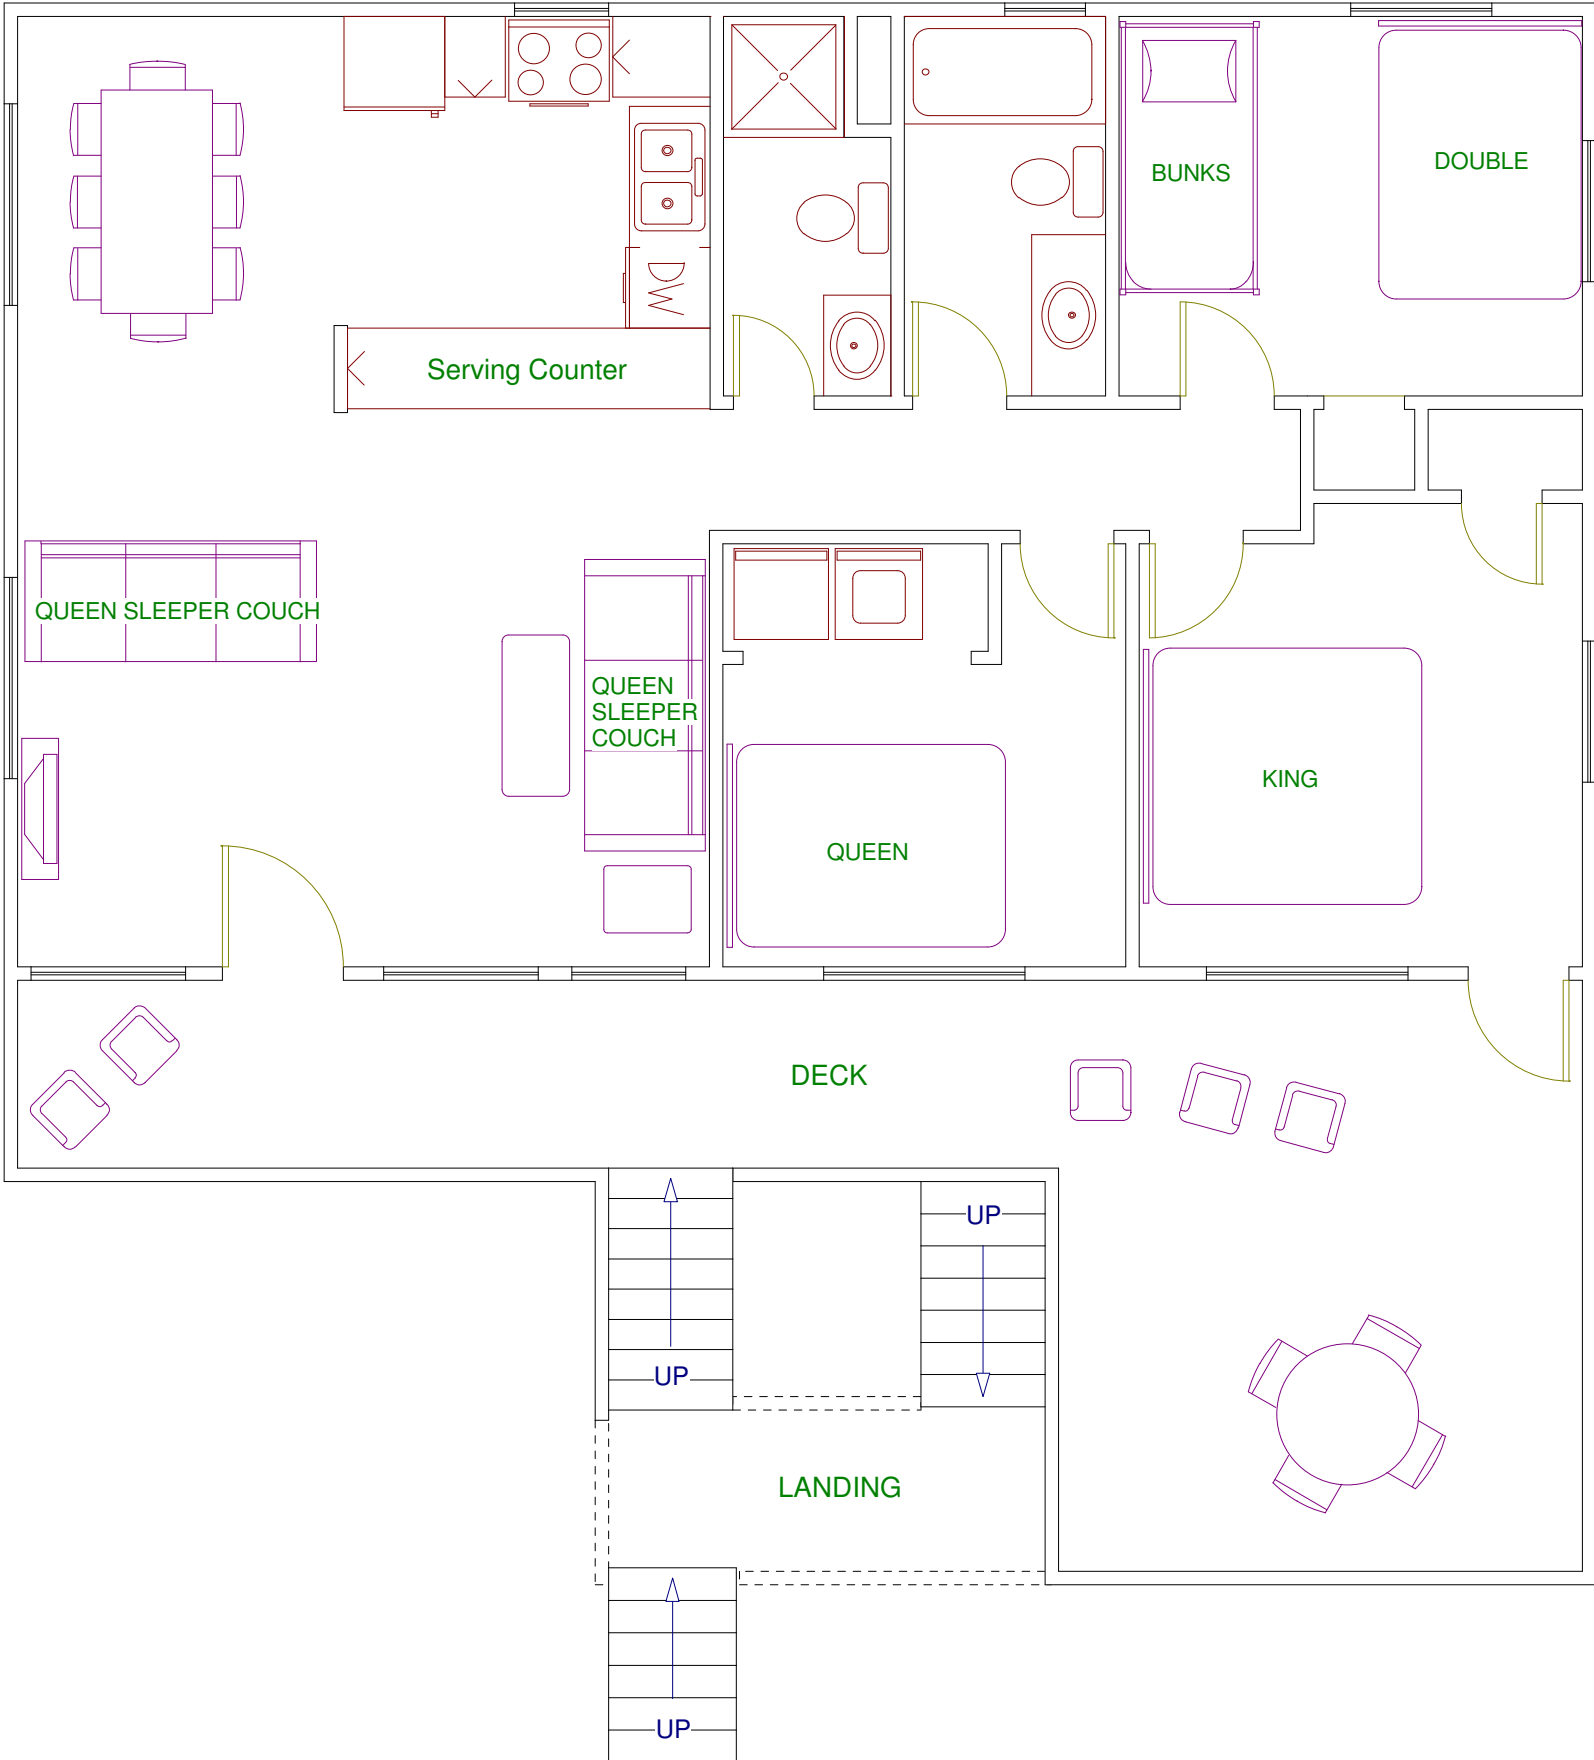 BUNKS
DOUBLE
Serving Counter
DW
QUEEN SLEEPER COUCH
QUEEN
SLEEPER
COUCH
KING
QUEEN
DECK
UP
UP
LANDING
UP